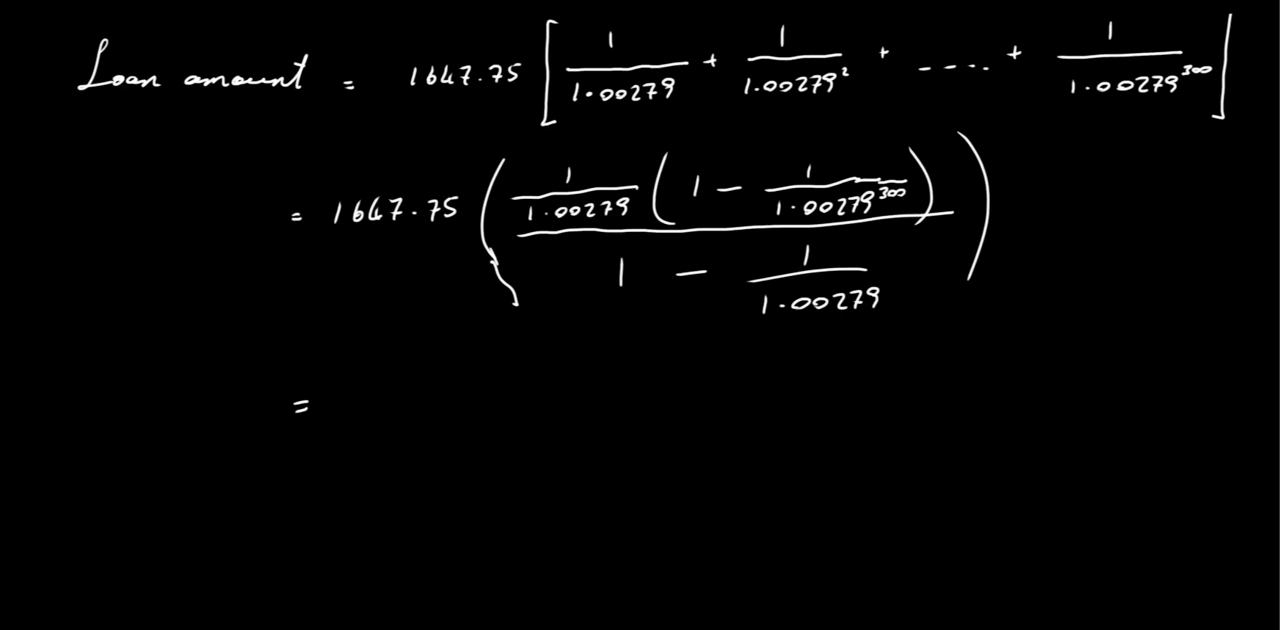 Loan amount = 1647.75 [ 1/1.00279 + 1/1.00279² + ---.. + 1/1.00279³⁰⁰ ]
= 1647.75 ( 1/1.00279 ( 1 - 1/1.00279³⁰⁰ ) / 1 - 1/1.00279 )
=